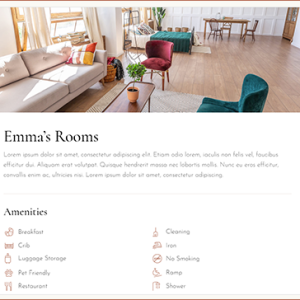 Emma's Rooms
Lorem ipsum dolor sit amet, consectetur adipiscing elit. Etiam odio lorem, iaculis non felis vel, faucibus
efficitur dui. Aliquam erat volutpat. Quisque hendrerit massa nec lobortis mollis. Nunc eu eros efficitur,
convallis enim ac, ultricies nisi. Lorem ipsum dolor sit amet, consectetur adipiscing.
Amenities
Breakfast
Cleaning
Crib
Iron
Luggage Storage
No Smoking
Pet Friendly
Ramp
Restaurant
Shower